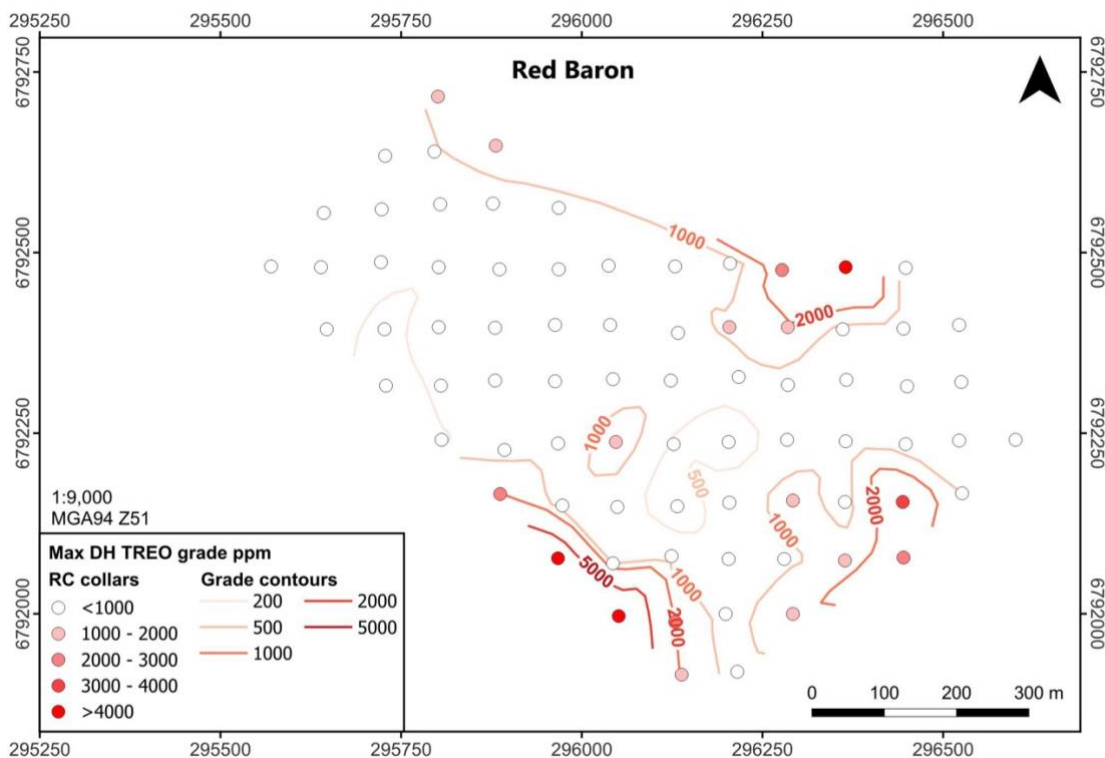 295250 295500 295750 296000 296250 296500
6792750
6792750
Red Baron
1000
6792500
6792500
2000
1000
6792250
6792250
500
2000
1000
1:9,000
MGA94 Z51
Max DH TREO grade ppm
RC collars
Grade contours
<1000
1000 - 2000
2000 - 3000
3000 - 4000
>4000
200
500
1000
2000
5000
5000
1000
2000
6792000
6792000
0 100 200 300 m
295250 295500 295750 296000 296250 296500